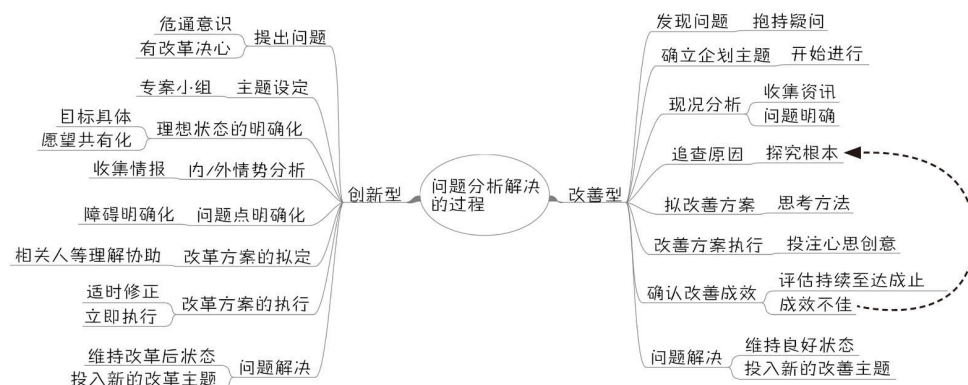 问题分析解决
的过程
创新型
提出问题
危通意识
有改革决心
主题设定
专案小组
理想状态的明确化
目标具体
愿望共有化
内/外情势分析
收集情报
问题点明确化
障碍明确化
改革方案的拟定
相关人等理解协助
改革方案的执行
适时修正
立即执行
问题解决
维持改革后状态
投入新的改革主题
改善型
发现问题
抱持疑问
确立企划主题
开始进行
现况分析
收集资讯
问题明确
追查原因
探究根本
拟改善方案
思考方法
改善方案执行
投注心思创意
确认改善成效
评估持续至达成止
成效不佳
问题解决
维持良好状态
投入新的改善主题